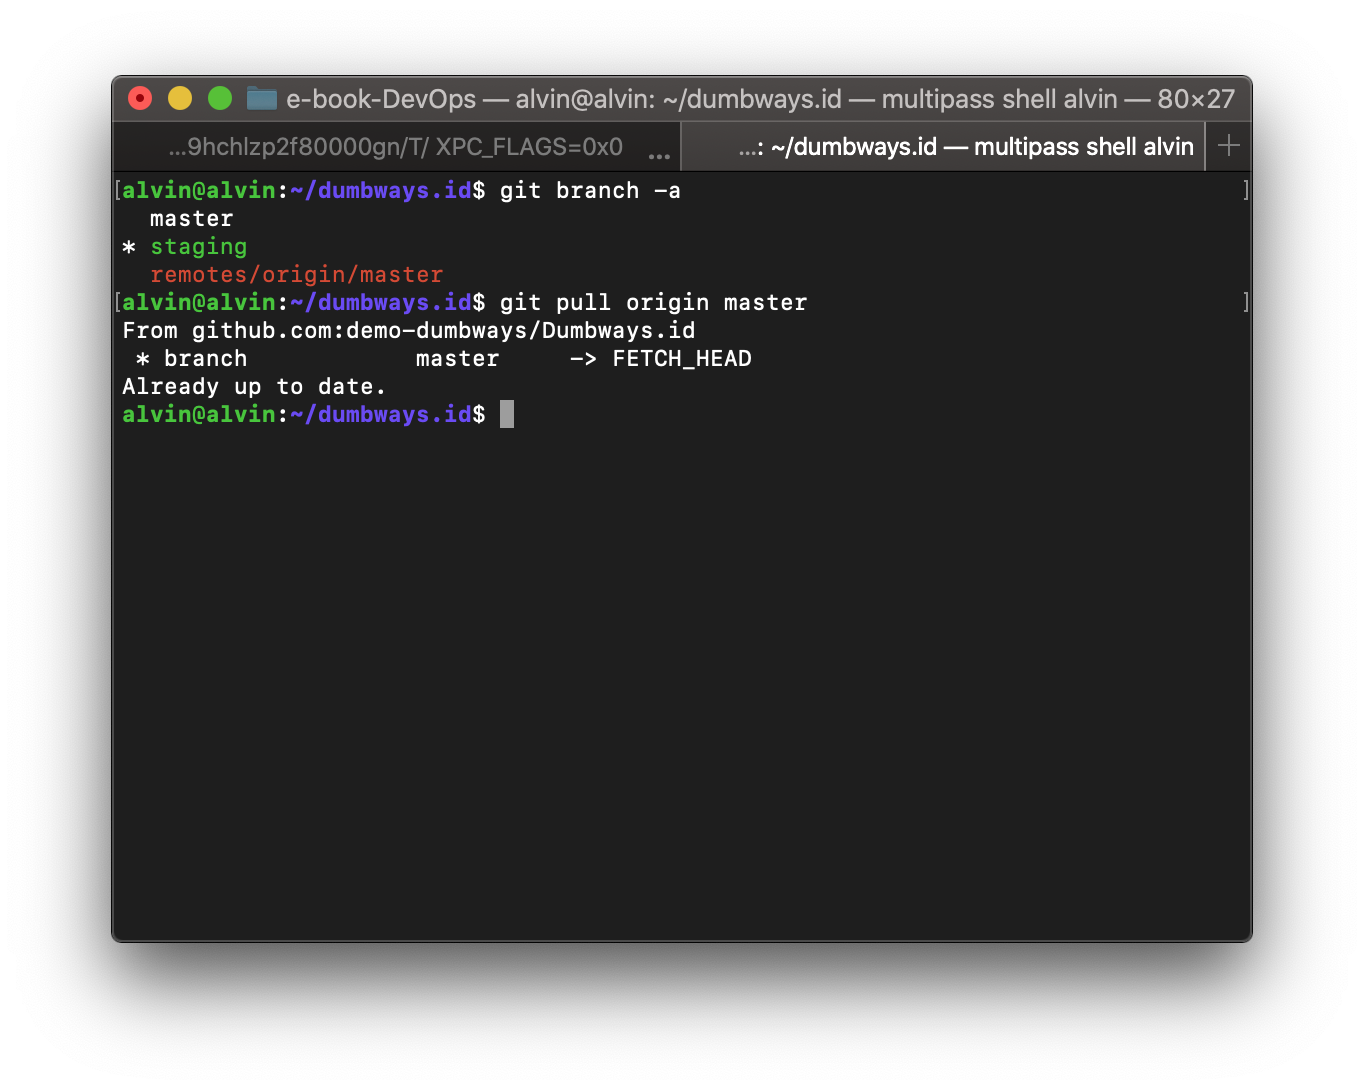 e-book-DevOps — alvin@alvin: ~/dumbways.id — multipass shell alvin — 80×27
...9hchlzp2f80000gn/T/ XPC_FLAGS=0x0 ...
...: ~/dumbways.id — multipass shell alvin +
[alvin@alvin:~/dumbways.id$ git branch -a ]
master
* staging
remotes/origin/master
[alvin@alvin:~/dumbways.id$ git pull origin master ]
From github.com:demo-dumbways/Dumbways.id
* branch master -> FETCH_HEAD
Already up to date.
alvin@alvin:~/dumbways.id$